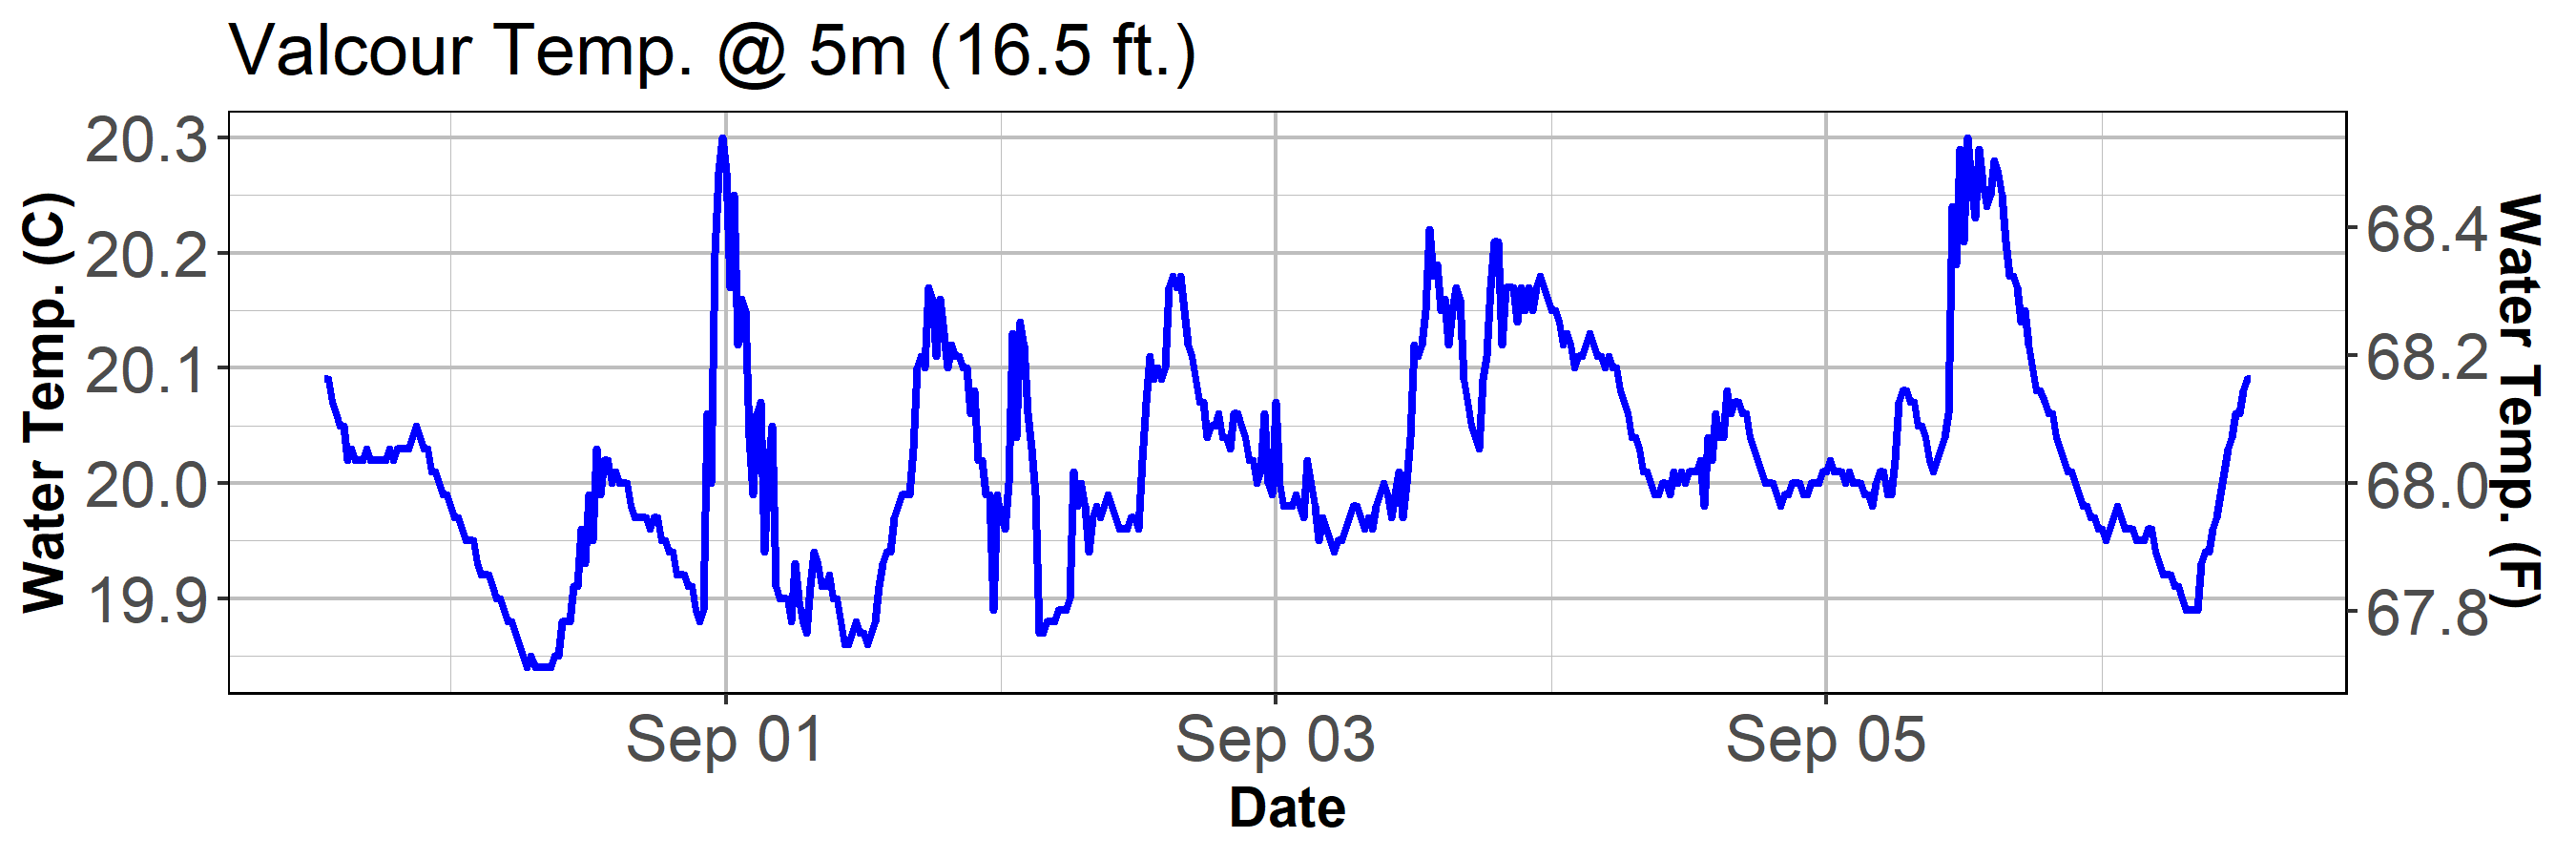 Valcour Temp. @ 5m (16.5 ft.)
Water Temp. (C)
20.3
20.2
20.1
20.0
19.9
68.4
68.2
68.0
67.8
Water Temp. (F)
Sep 01
Sep 03
Sep 05
Date